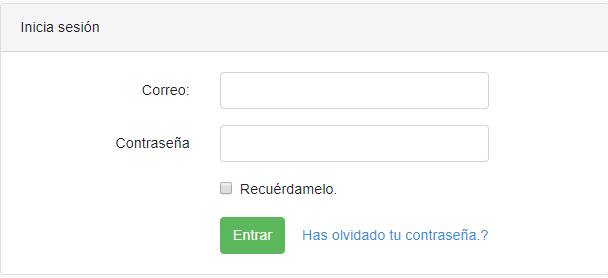 Inicia sesión
Correo:
Contraseña
Recuérdamelo.
Entrar Has olvidado tu contraseña.?